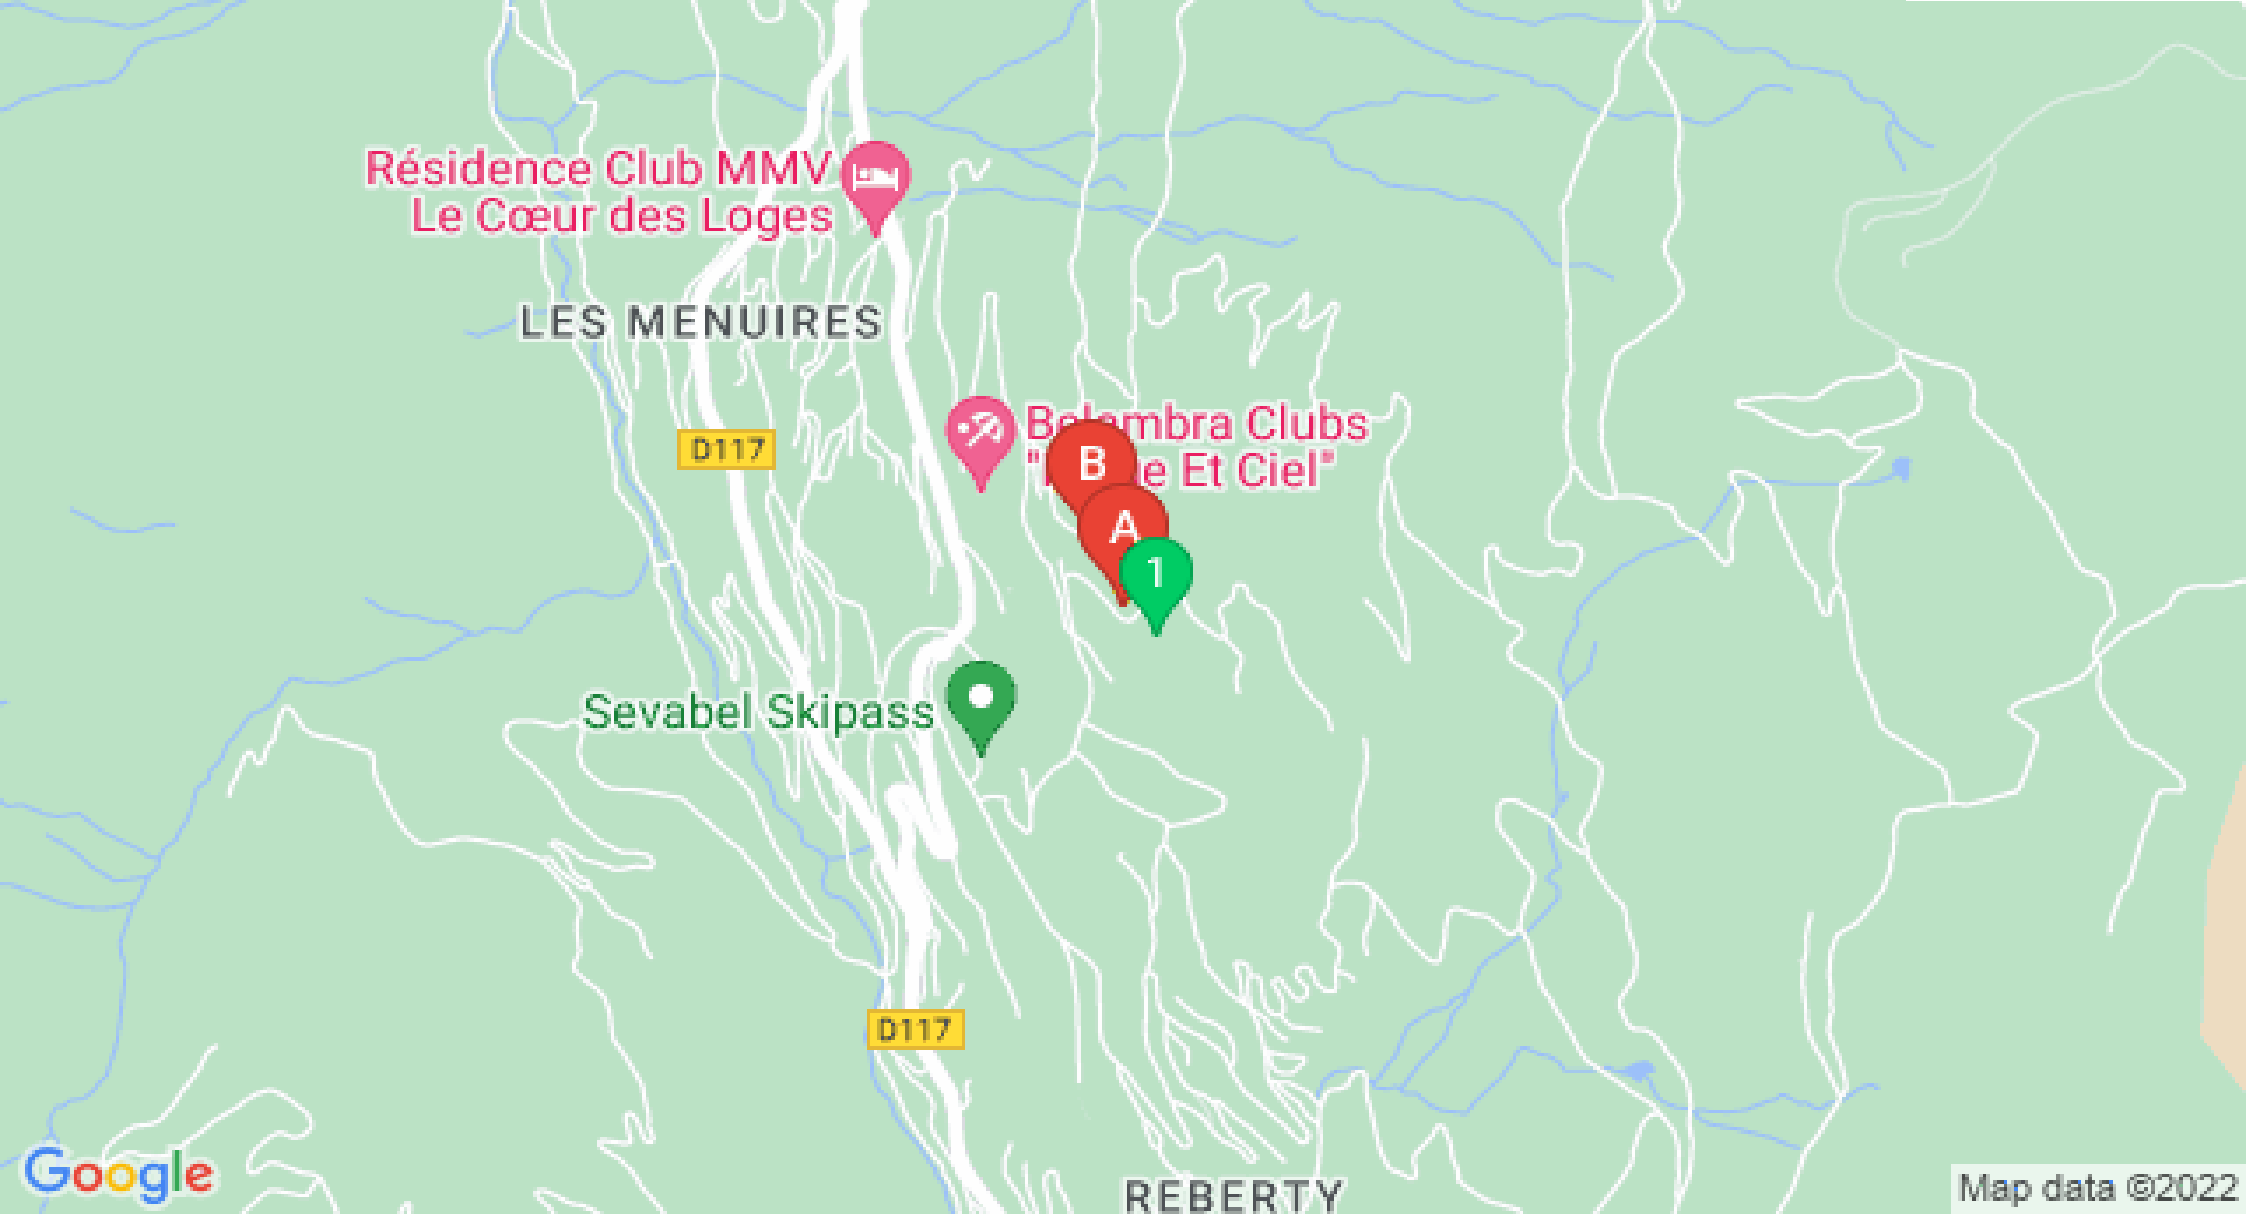 Résidence Club MMV
Le Cœur des Loges
LES MENUIRES
Clubs
Et Ciel"
D117
B
A
1
Sevabel Skipass
D117
REBERTY
Google
Map data ©2022